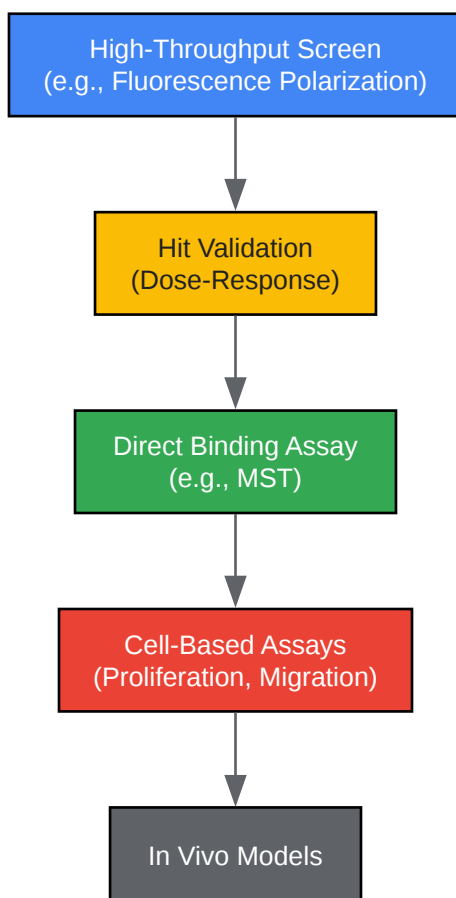 High-Throughput Screen
(e.g., Fluorescence Polarization)
Hit Validation
(Dose-Response)
Direct Binding Assay
(e.g., MST)
Cell-Based Assays
(Proliferation, Migration)
In Vivo Models